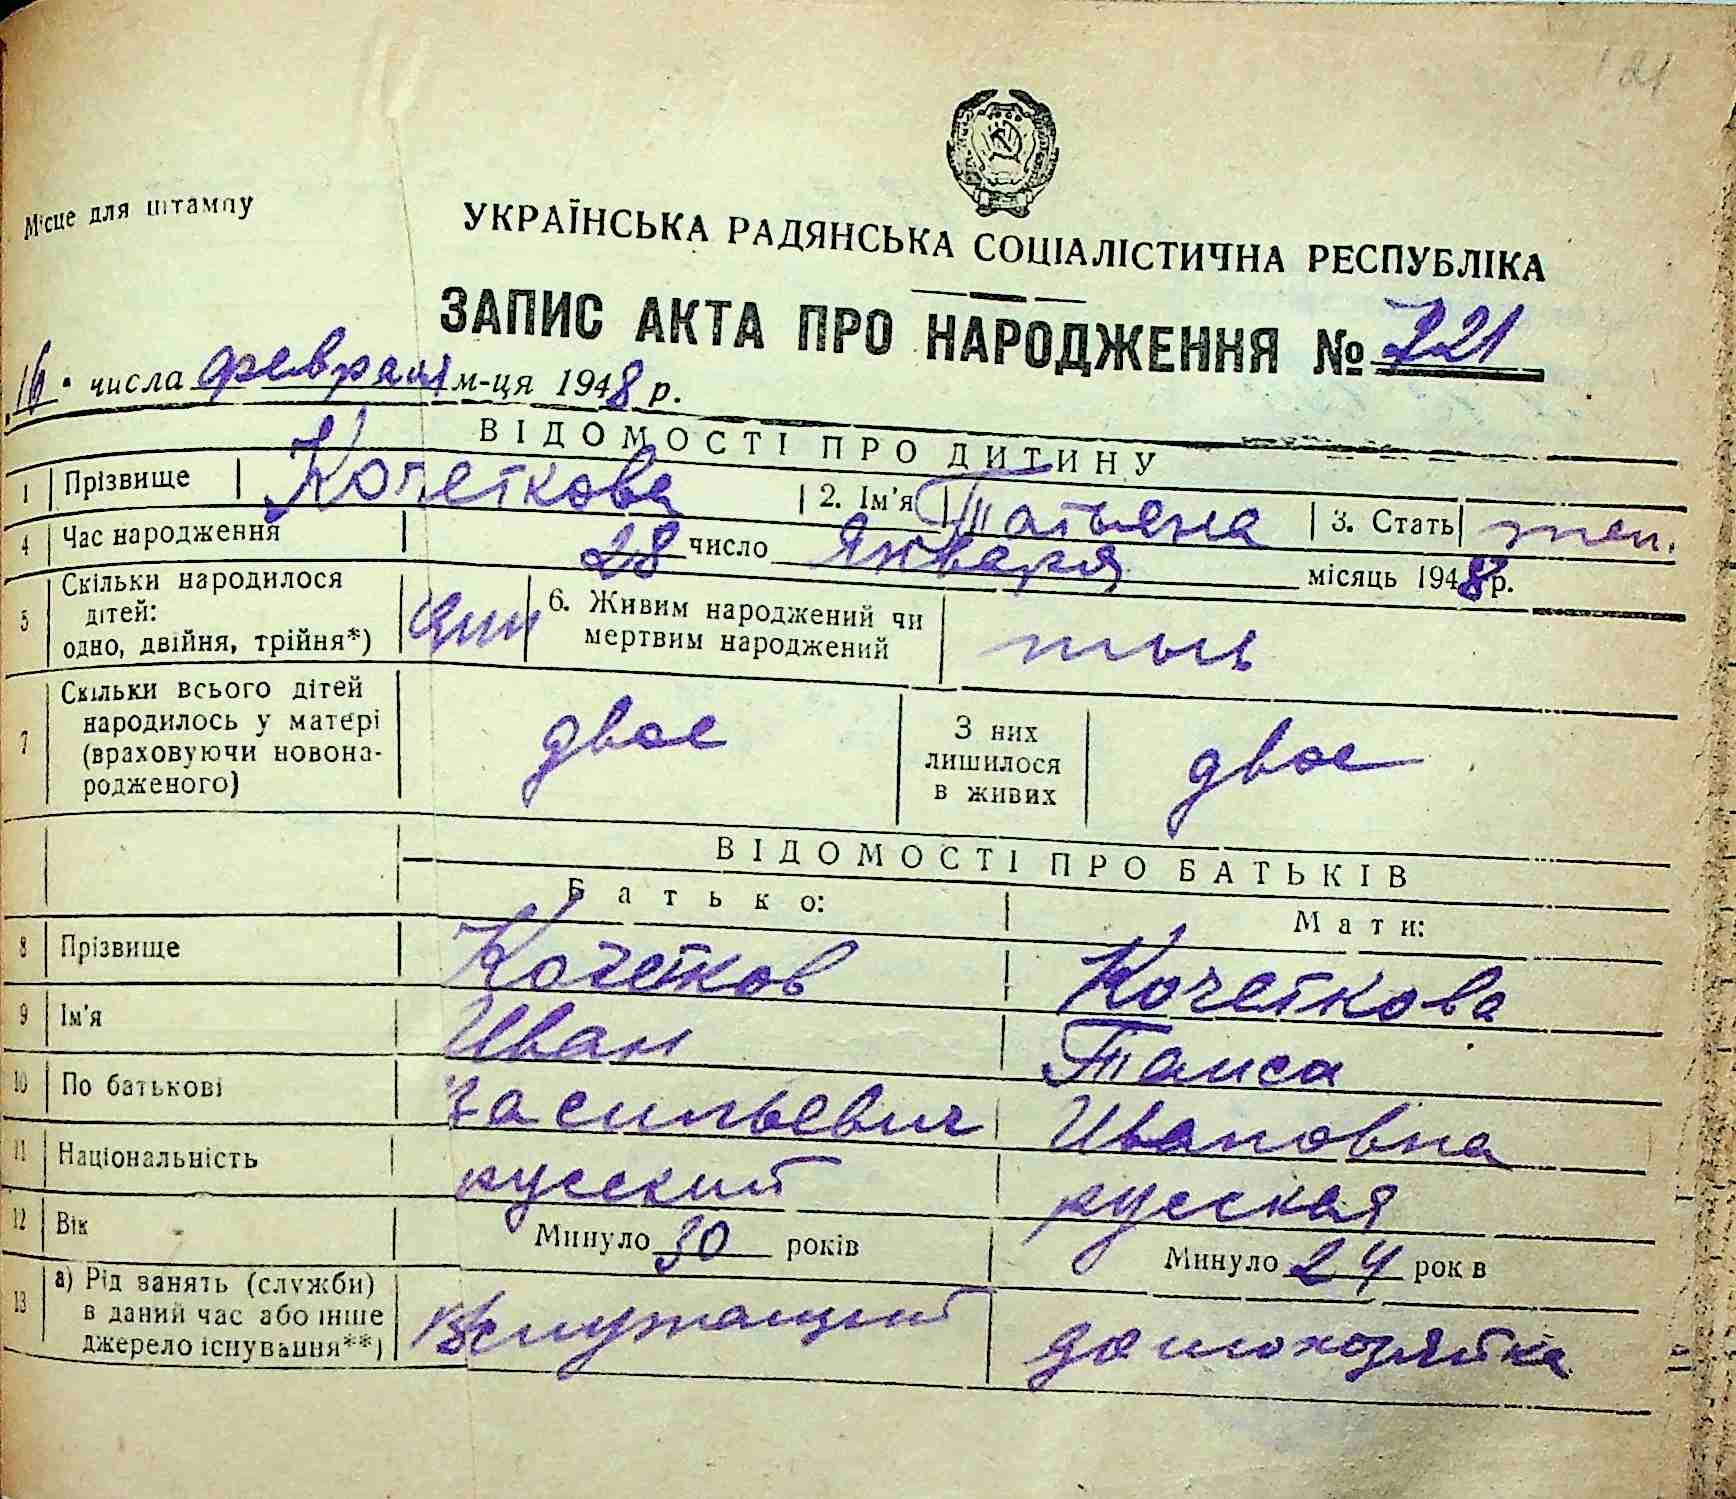 121
Місце для штампу
УКРАЇНСЬКА РАДЯНСЬКА СОЦІАЛІСТИЧНА РЕСПУБЛІКА
ЗАПИС АКТА ПРО НАРОДЖЕННЯ № 221
16 числа февраля м-ця 1948 р.
ВІДОМОСТІ ПРО ДИТИНУ
1 Прізвище Кочеткова 2. Ім'я Татьяна 3. Стать жен.
4 Час народження 28 число Января місяць 1948 р.
5 Скільки народилося дітей: одно, двійня, трійня*) 6. Живим народжений чи мертвим народжений
7 Скільки всього дітей народилось у матері (враховуючи новонародженого) двое З них лишилося в живих двое
ВІДОМОСТІ ПРО БАТЬКІВ
Батько: Мати:
8 Прізвище Кочетков Кочеткова
9 Ім'я Иван Таиса
10 По батькові Васильевич Ивановна
11 Національність русский русская
12 Вік Минуло 30 років Минуло 24 рок в
13 а) Рід занять (служби) в даний час або інше джерело існування**) служащий домохозяйка